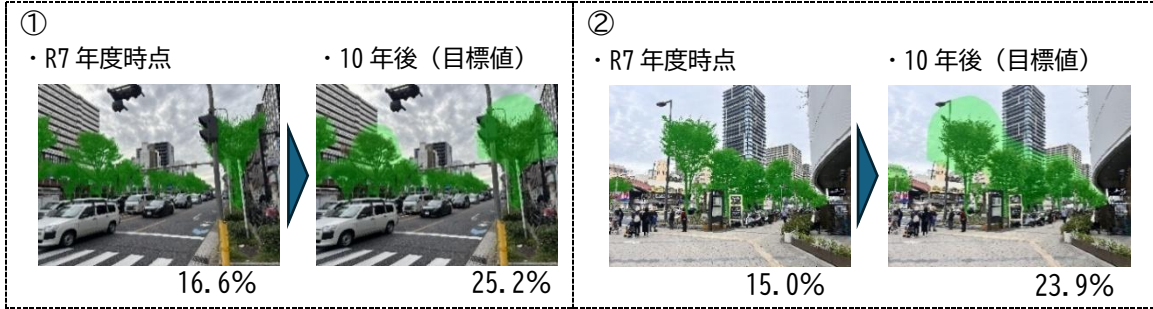 ①
・R7 年度時点
・10 年後（目標値）
16.6%
25.2%
②
・R7 年度時点
・10 年後（目標値）
15.0%
23.9%